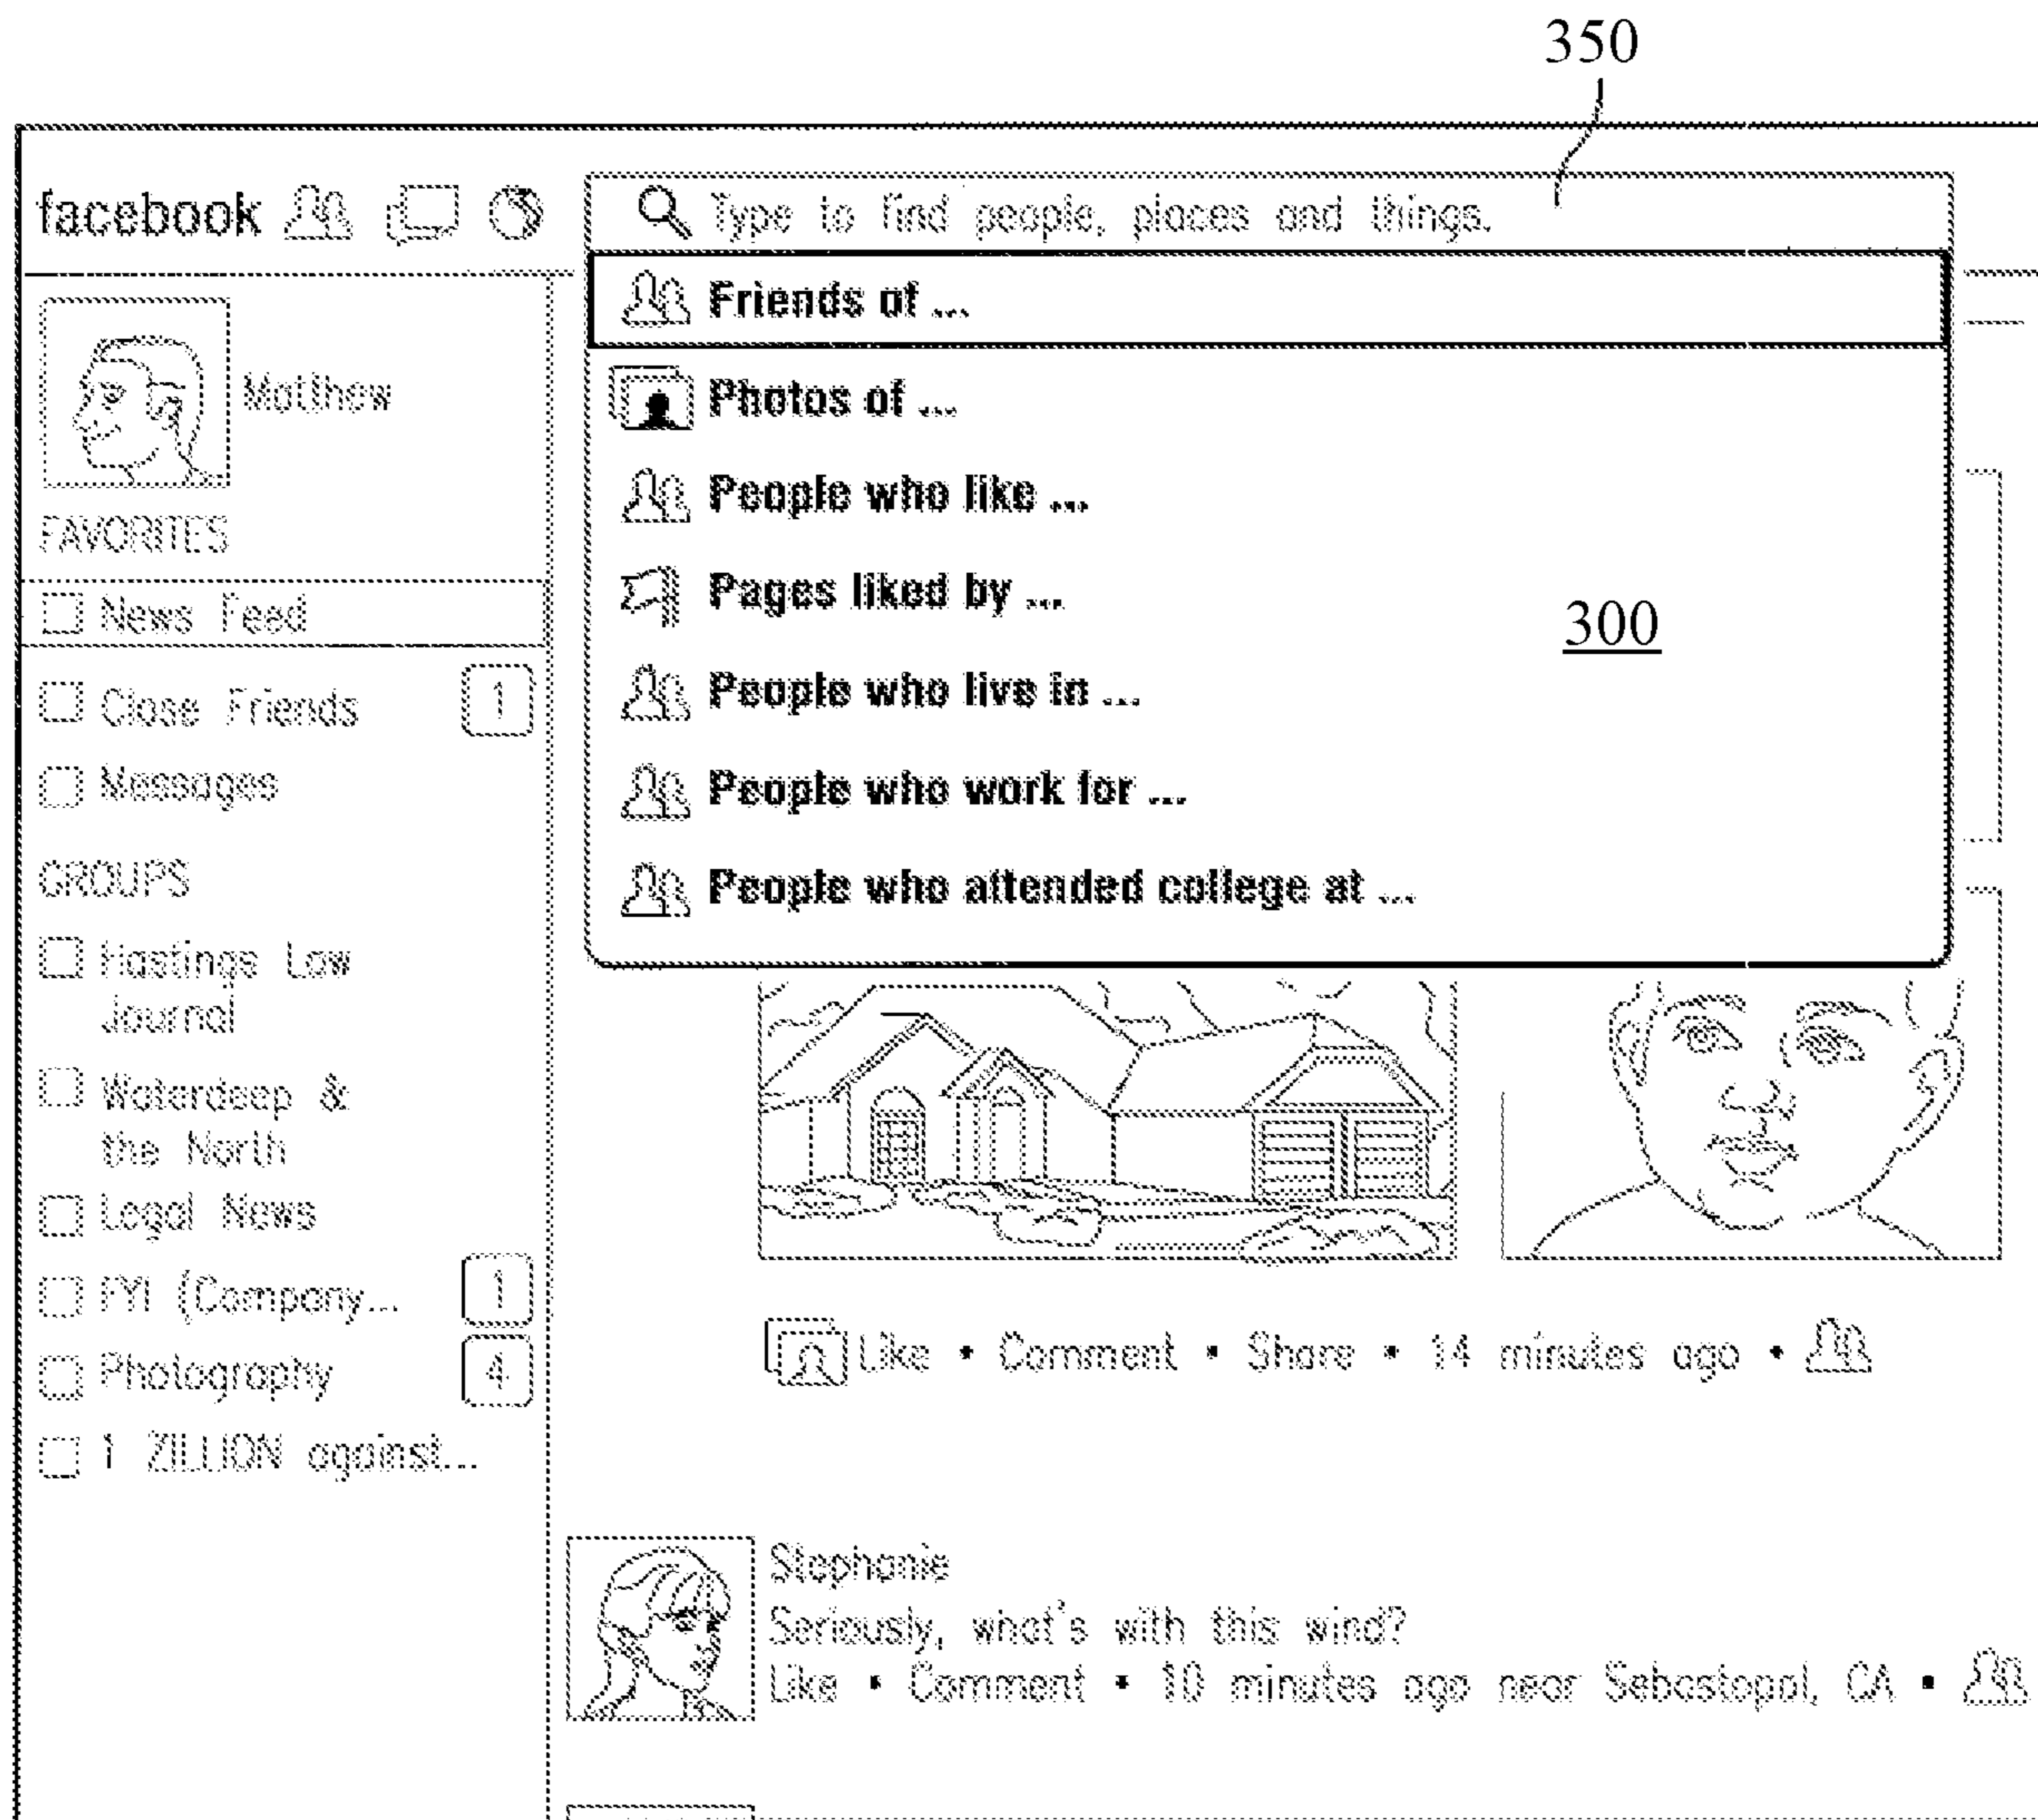 350
facebook
Type to find people, places and things.
Friends of ...
Photos of ...
People who like ...
Pages liked by ...
300
People who live in ...
People who work for ...
People who attended college at ...
Matthew
FAVORITES
News Feed
Close Friends 1
Messages
GROUPS
Hastings Law
Journal
Waterdeep &
the North
Legal News
FYI (Company... 1
Photography 4
1 ZILLION against...
Like • Comment • Share • 14 minutes ago •
Stephanie
Seriously, what's with this wind?
Like • Comment • 10 minutes ago near Sebastopol, CA •